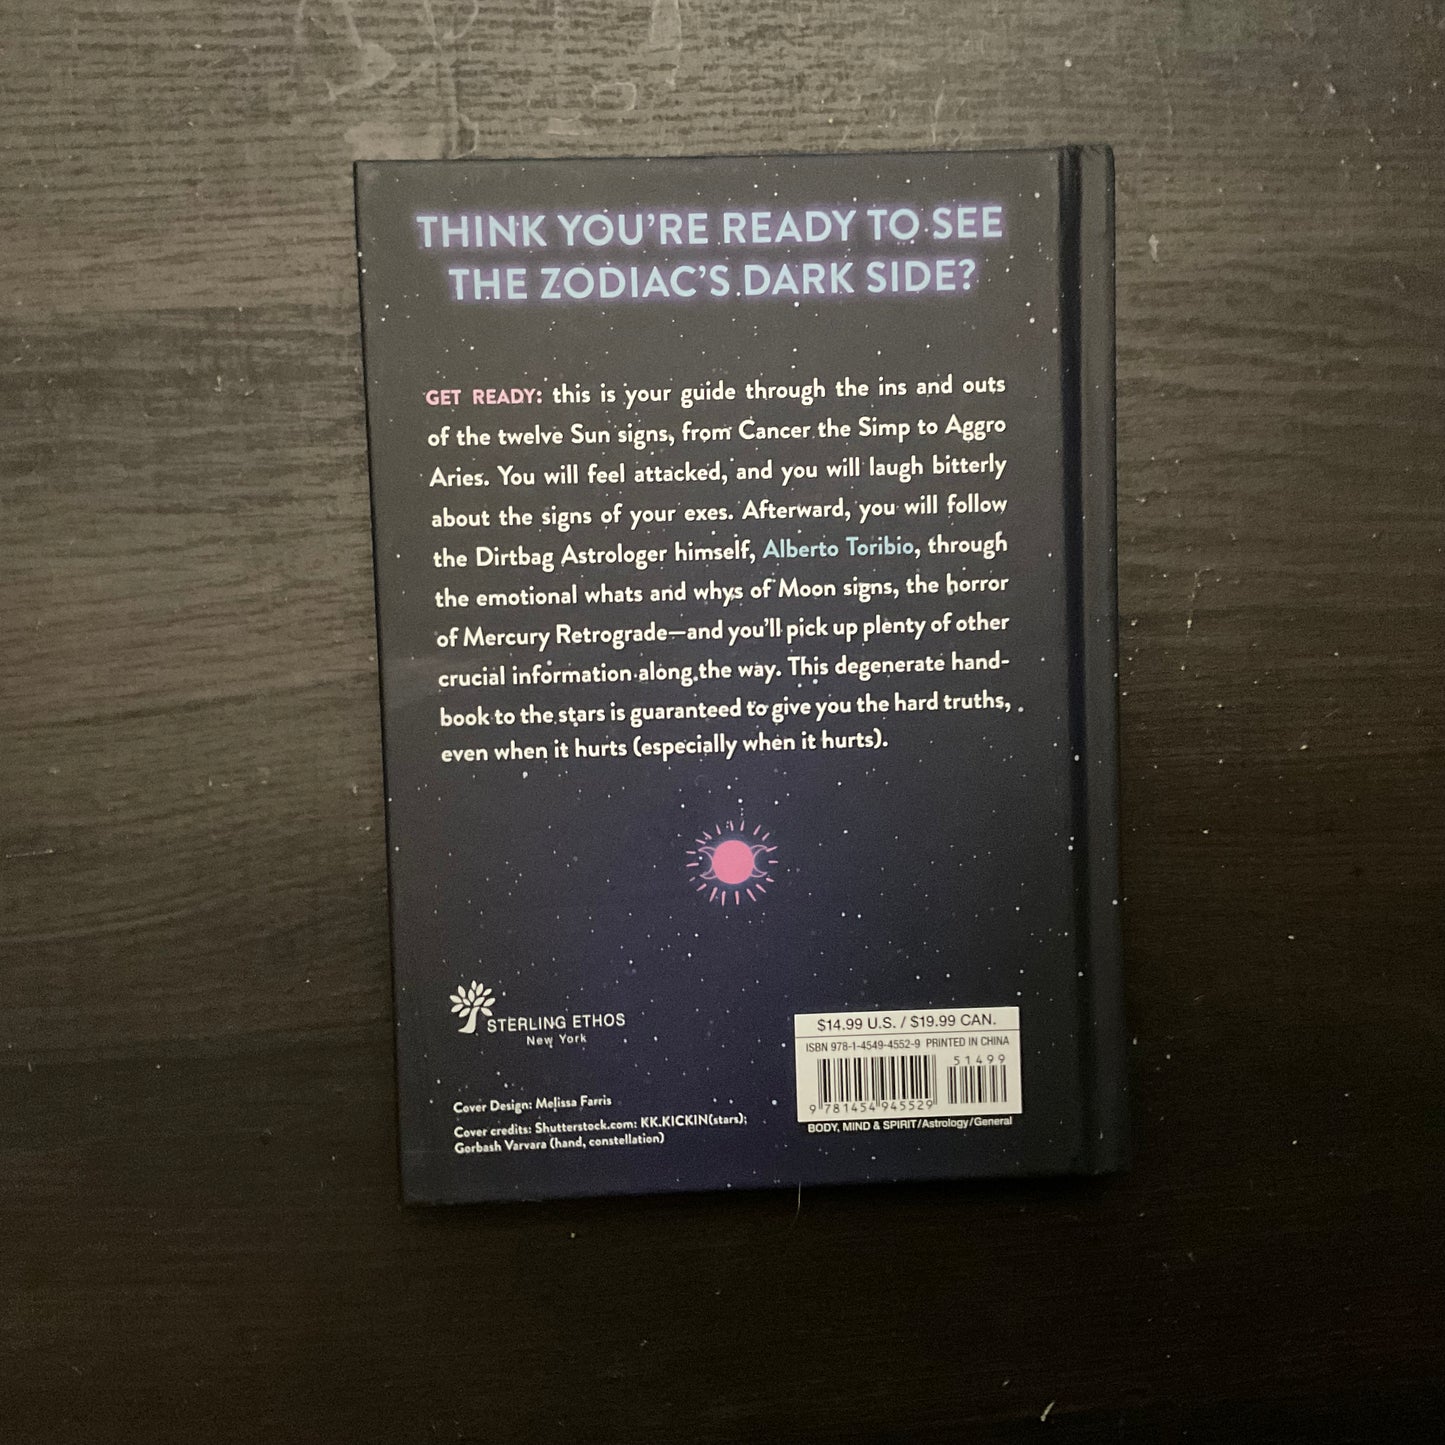 THINK YOU'RE READY TO SEE
THE ZODIAC'S DARK SIDE?
GET READY: this is your guide through the ins and outs
of the twelve Sun signs, from Cancer the Simp to Aggro
Aries. You will feel attacked, and you will laugh bitterly
about the signs of your exes. Afterward, you will follow
the Dirtbag Astrologer himself, Alberto Toribio, through
the emotional whats and whys of Moon signs, the horror
of Mercury Retrograde—and you'll pick up plenty of other
crucial information along the way. This degenerate hand-
book to the stars is guaranteed to give you the hard truths,
even when it hurts (especially when it hurts).
STERLING ETHOS
New York
Cover Design: Melissa Farris
Cover credits: Shutterstock.com: KK.KICKIN(stars);
Gorbash Varvara (hand, constellation)
$14.99 U.S. / $19.99 CAN.
ISBN 978-1-4549-4552-9 PRINTED IN CHINA
51499
9 781454 945529
BODY, MIND & SPIRIT/Astrology/General